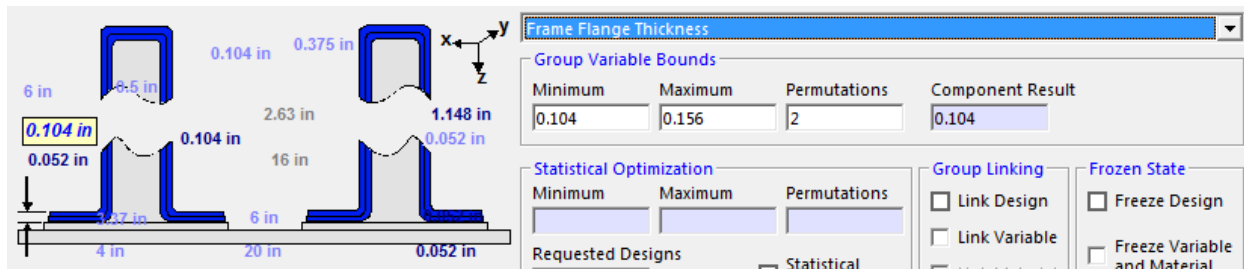 Frame Flange Thickness
x
y
z
0.104 in
0.375 in
6 in
0.5 in
0.104 in
0.052 in
0.104 in
2.63 in
16 in
1.148 in
0.052 in
3.37 in
6 in
4 in
20 in
0.052 in
Group Variable Bounds
Minimum Maximum Permutations Component Result
0.104 0.156 2 0.104
Statistical Optimization
Minimum Maximum Permutations
Requested Designs
Statistical
Group Linking
Link Design
Link Variable
Frozen State
Freeze Design
Freeze Variable
and Material